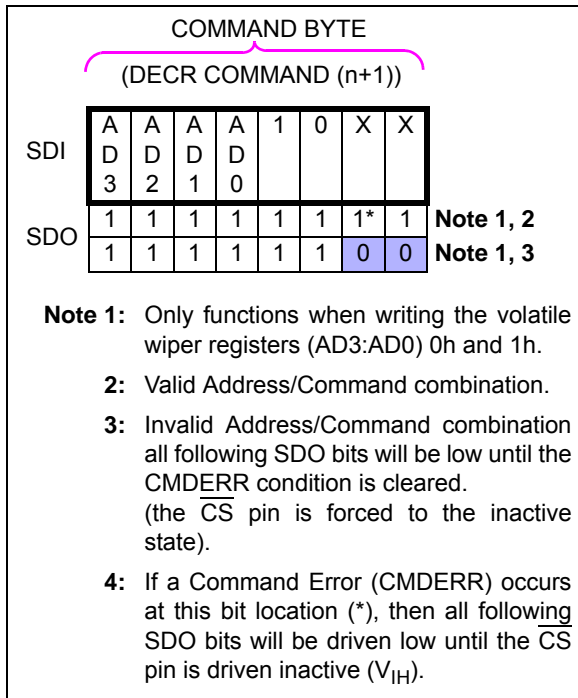 COMMAND BYTE
(DECR COMMAND (n+1))
SDI
A A A A 1 0 X X
D D D D
3 2 1 0
SDO
1 1 1 1 1 1 1* 1 Note 1, 2
1 1 1 1 1 1 0 0 Note 1, 3
Note 1: Only functions when writing the volatile
wiper registers (AD3:AD0) 0h and 1h.
2: Valid Address/Command combination.
3: Invalid Address/Command combination
all following SDO bits will be low until the
CMDERR condition is cleared.
(the CS pin is forced to the inactive
state).
4: If a Command Error (CMDERR) occurs
at this bit location (*), then all following
SDO bits will be driven low until the CS
pin is driven inactive (VIH).